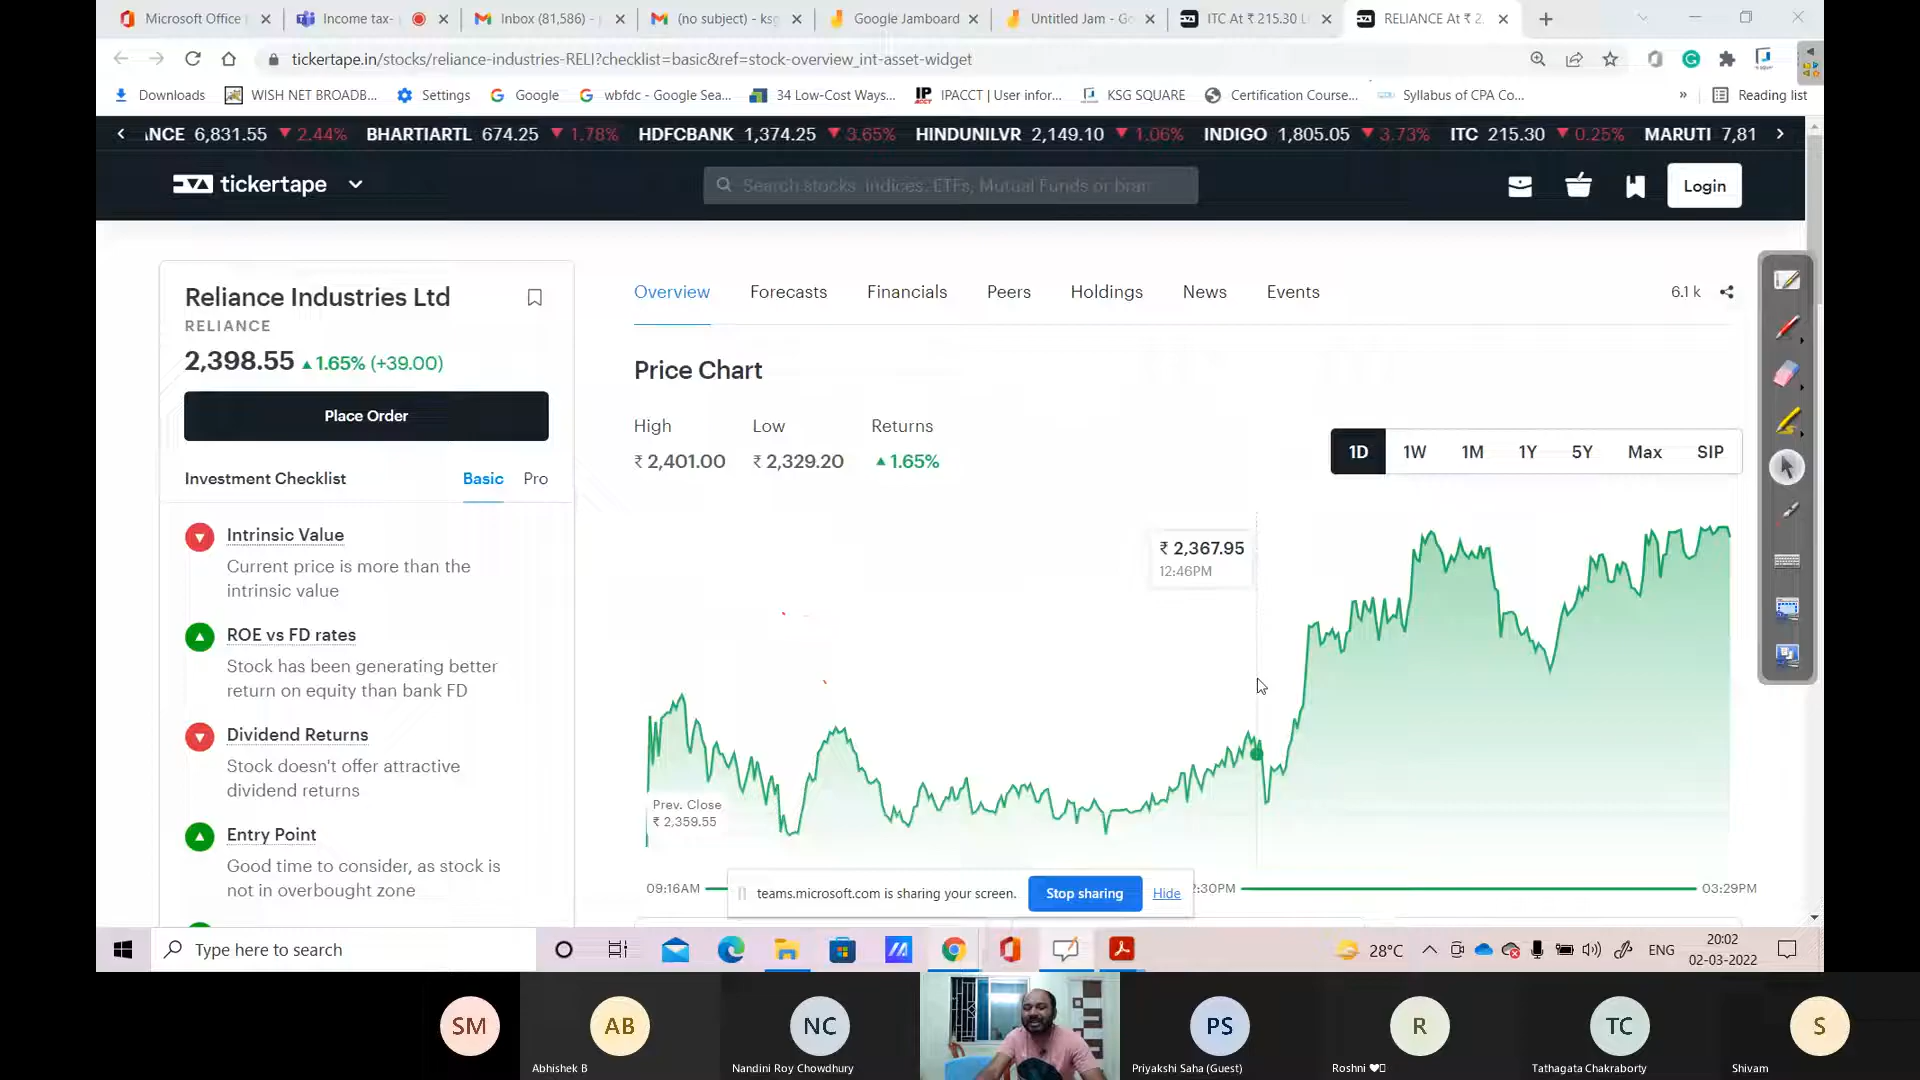 Microsoft Office
Income tax-
Inbox (81,586) -
(no subject) - ksg
Google Jamboard
Untitled Jam - Go
ITC At ₹ 215.30
RELIANCE At ₹ 2
tickertape.in/stocks/reliance-industries-RELI?checklist=basic&ref=stock-overview_int-asset-widget
Downloads
WISH NET BROADB...
Settings
Google
wbfdc - Google Sea...
34 Low-Cost Ways...
IPACCT | User infor...
KSG SQUARE
Certification Course...
Syllabus of CPA Co...
»
Reading list
NCE 6,831.55 ▼ 2.44% BHARTIARTL 674.25 ▼ 1.78% HDFCBANK 1,374.25 ▼ 3.65% HINDUNILVR 2,149.10 ▼ 1.06% INDIGO 1,805.05 ▼ 3.73% ITC 215.30 ▼ 0.25% MARUTI 7,81
tickertape
Search stocks, indices, ETFs, Mutual Funds or bran
Login
Reliance Industries Ltd
RELIANCE
2,398.55 ▲ 1.65% (+39.00)
Place Order
Investment Checklist
Basic
Pro
Intrinsic Value
Current price is more than the
intrinsic value
ROE vs FD rates
Stock has been generating better
return on equity than bank FD
Dividend Returns
Stock doesn't offer attractive
dividend returns
Entry Point
Good time to consider, as stock is
not in overbought zone
Overview
Forecasts
Financials
Peers
Holdings
News
Events
6.1 k
Price Chart
High
Low
Returns
₹ 2,401.00
₹ 2,329.20
▲ 1.65%
1D
1W
1M
1Y
5Y
Max
SIP
₹ 2,367.95
12:46PM
Prev. Close
₹ 2,359.55
09:16AM
2:30PM
03:29PM
teams.microsoft.com is sharing your screen.
Stop sharing
Hide
Type here to search
28°C
ENG
20:02
02-03-2022
SM
AB
NC
PS
R
TC
S
Abhishek B
Nandini Roy Chowdhury
Priyakshi Saha (Guest)
Roshni ❤
Tathagata Chakraborty
Shivam